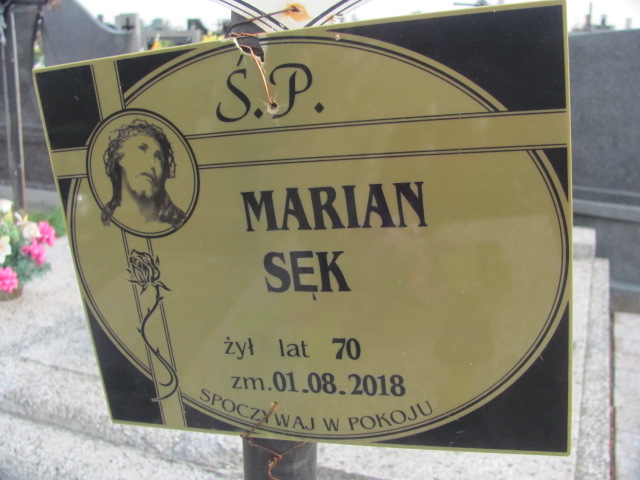 Ś.P.
MARIAN
SĘK
żył lat 70
zm. 01.08.2018
SPOCZYWAJ W POKOJU